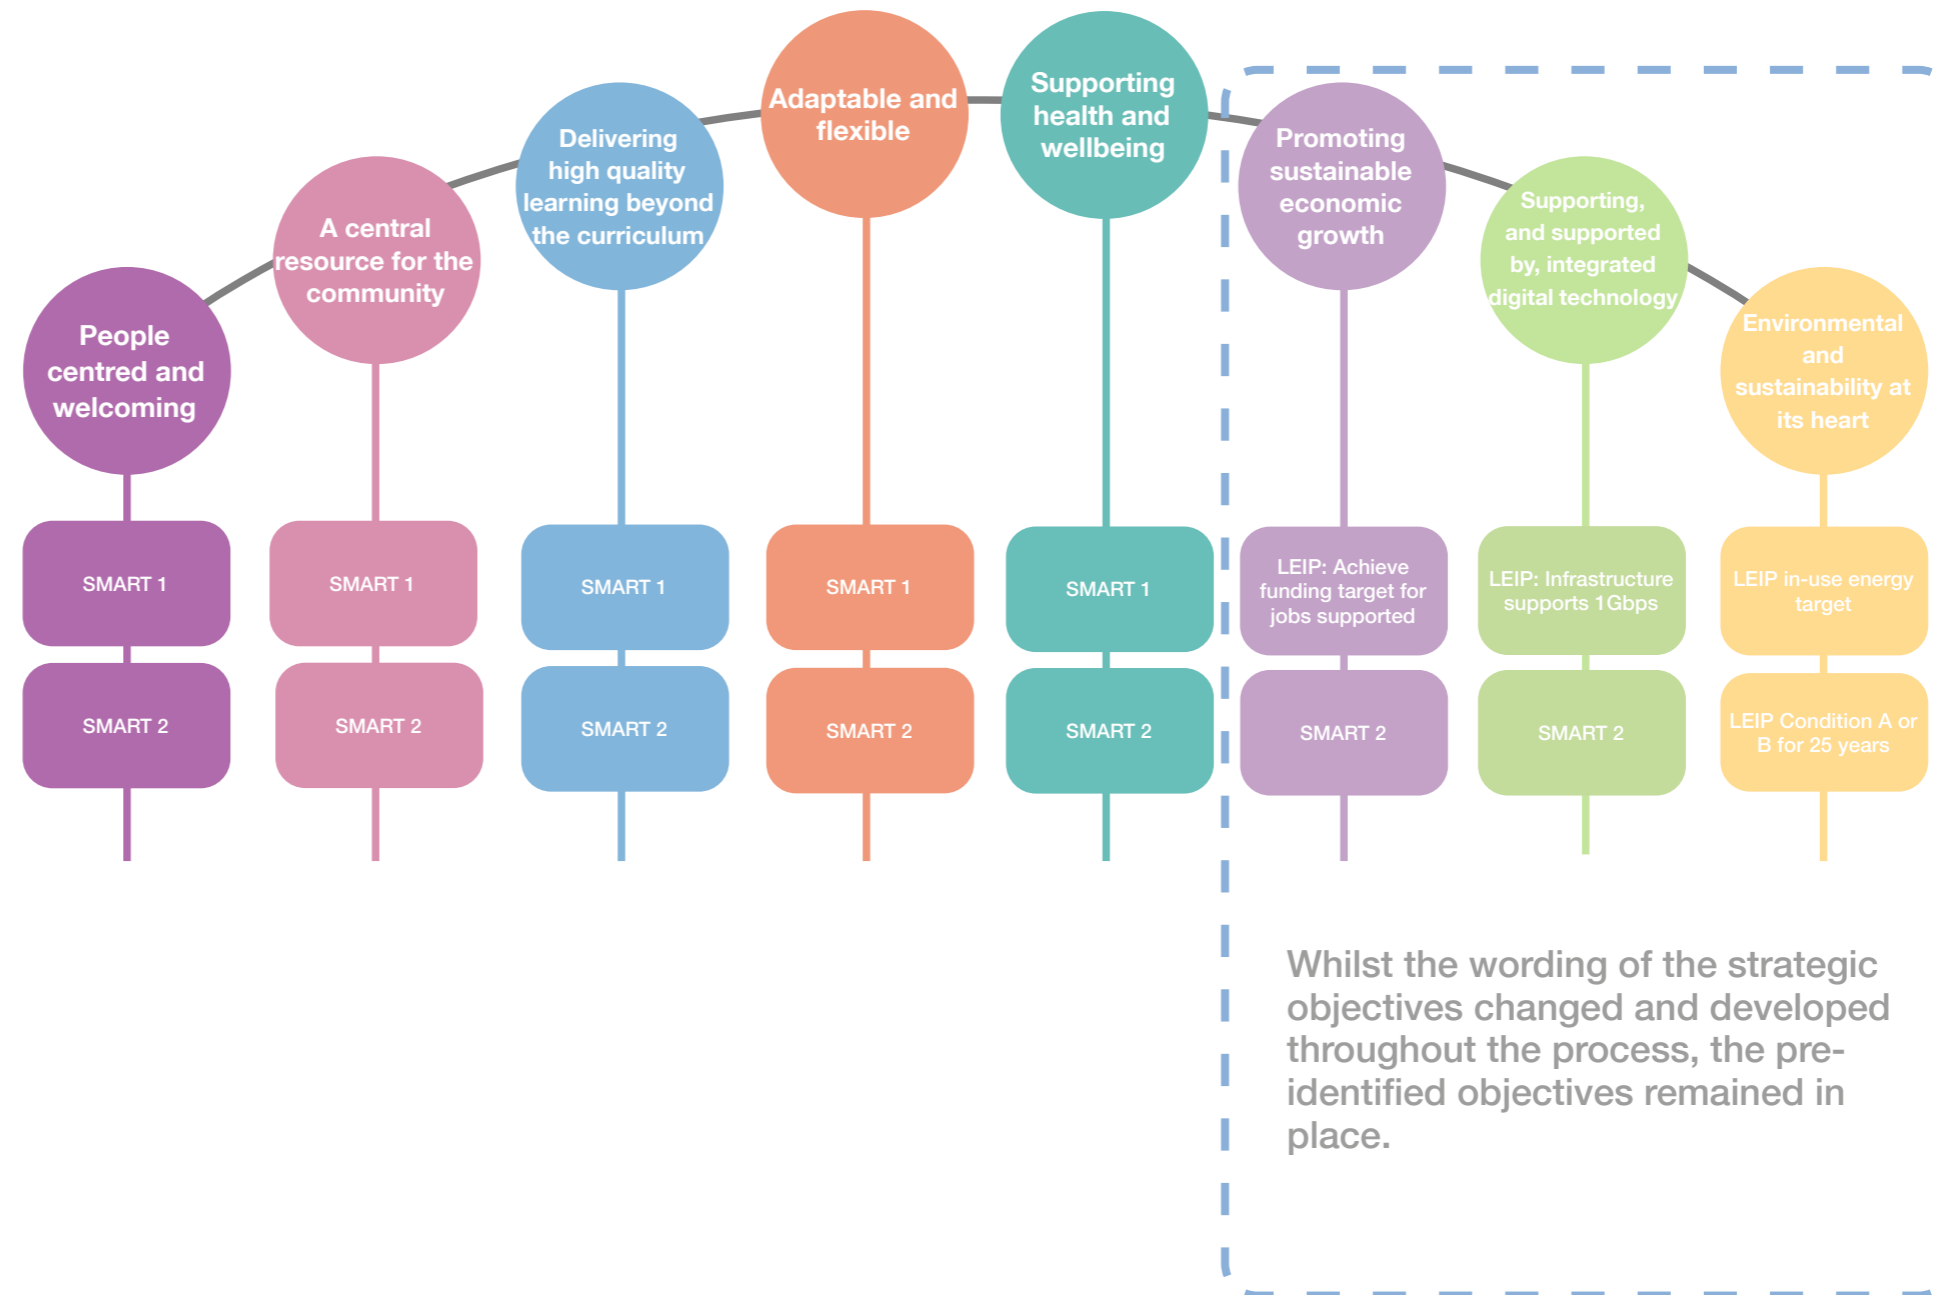 People
centred and
welcoming
A central
resource for the
community
Delivering
high quality
learning beyond
the curriculum
Adaptable and
flexible
Supporting
health and
wellbeing
Promoting
sustainable
economic
growth
Supporting,
and supported
by, integrated
digital technology
Environmental
and
sustainability at
its heart
SMART 1
SMART 1
SMART 1
SMART 1
SMART 1
LEIP: Achieve
funding target for
jobs supported
LEIP: Infrastructure
supports 1Gbps
LEIP in-use energy
target
SMART 2
SMART 2
SMART 2
SMART 2
SMART 2
SMART 2
SMART 2
LEIP Condition A or
B for 25 years
Whilst the wording of the strategic
objectives changed and developed
throughout the process, the pre-
identified objectives remained in
place.